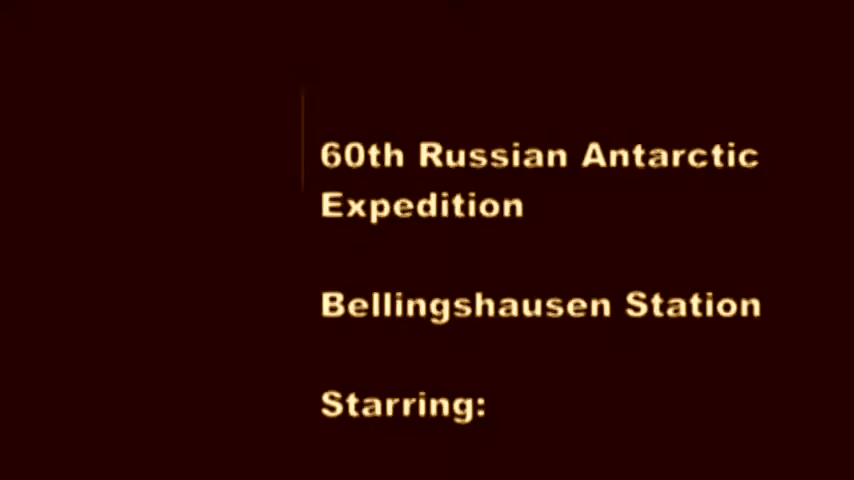 60th Russian Antarctic
Expedition
Bellingshausen Station
Starring: